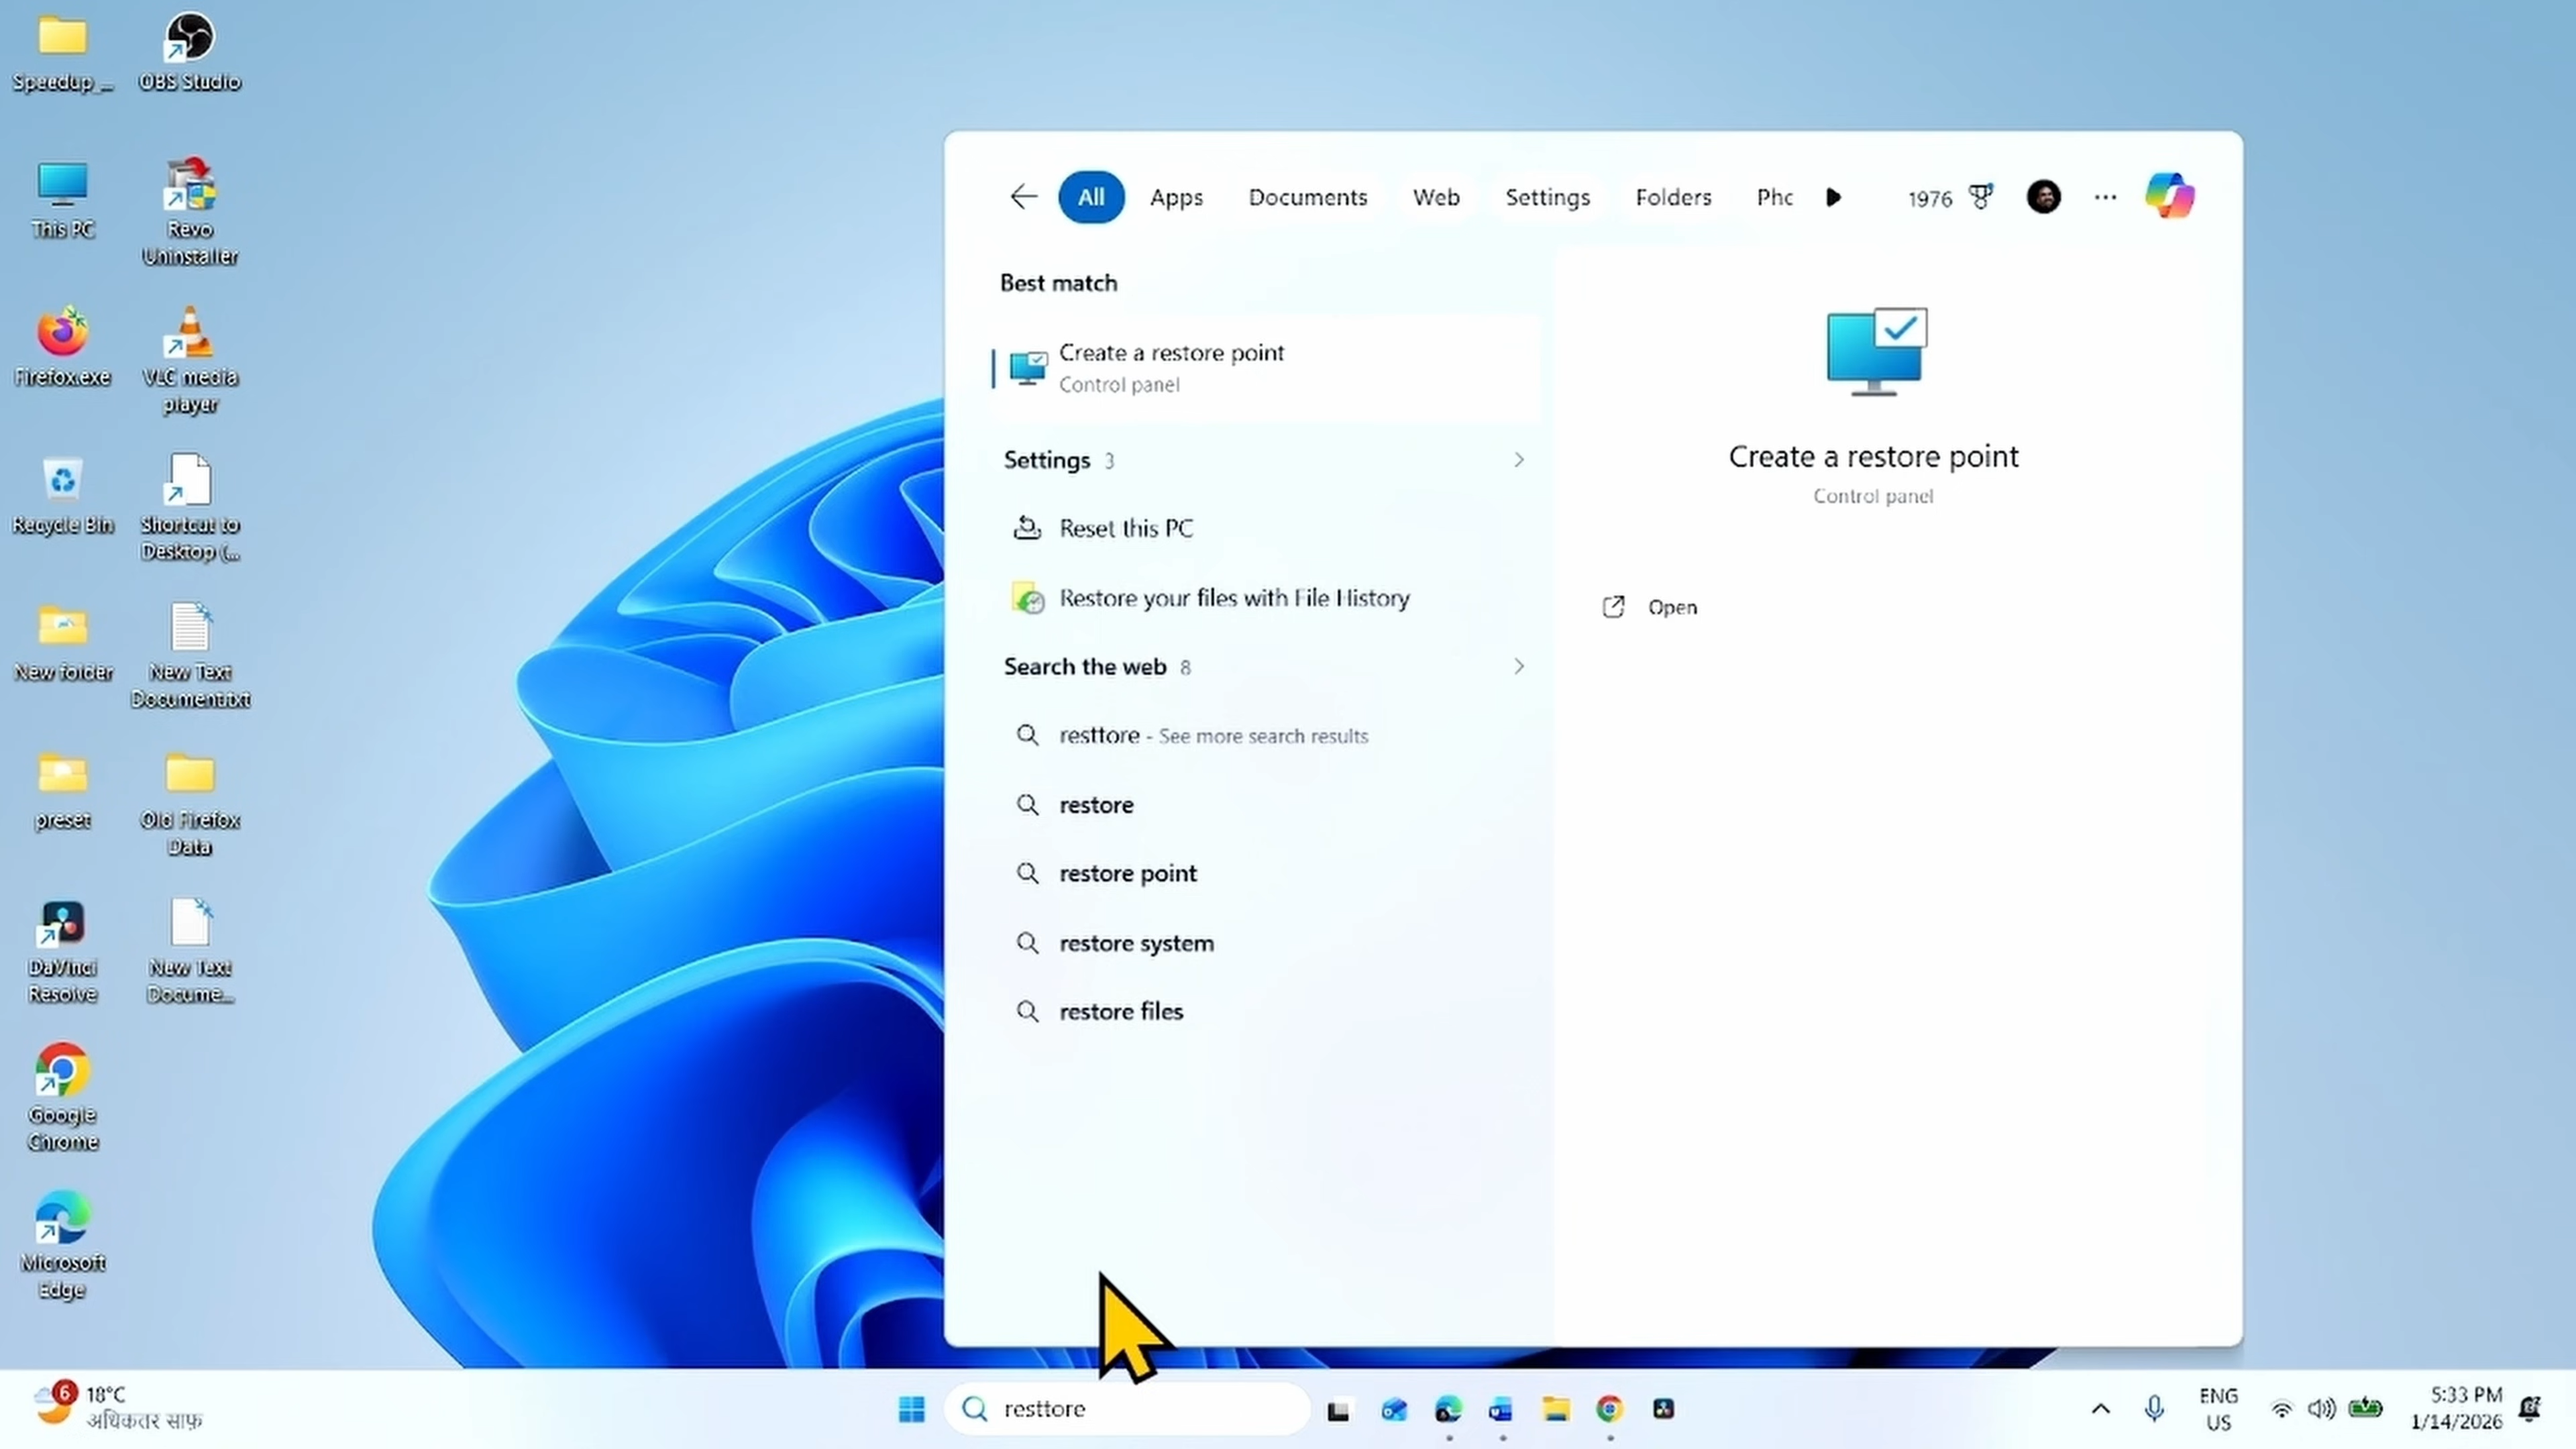 Speedup_...
OBS Studio
This PC
Revo
Uninstaller
Firefox.exe
VLC media
player
Recycle Bin
Shortcut to
Desktop (...
New folder
New Text
Document.txt
preset
Old Firefox
Data
DaVinci
Resolve
New Text
Docume...
Google
Chrome
Microsoft
Edge
All Apps Documents Web Settings Folders Phc 1976 ...
Best match
Create a restore point
Control panel
Settings 3
Reset this PC
Restore your files with File History
Search the web 8
resttore - See more search results
restore
restore point
restore system
restore files
Create a restore point
Control panel
Open
6
18°C
अधिकतर साफ़
resttore
ENG
US
5:33 PM
1/14/2026